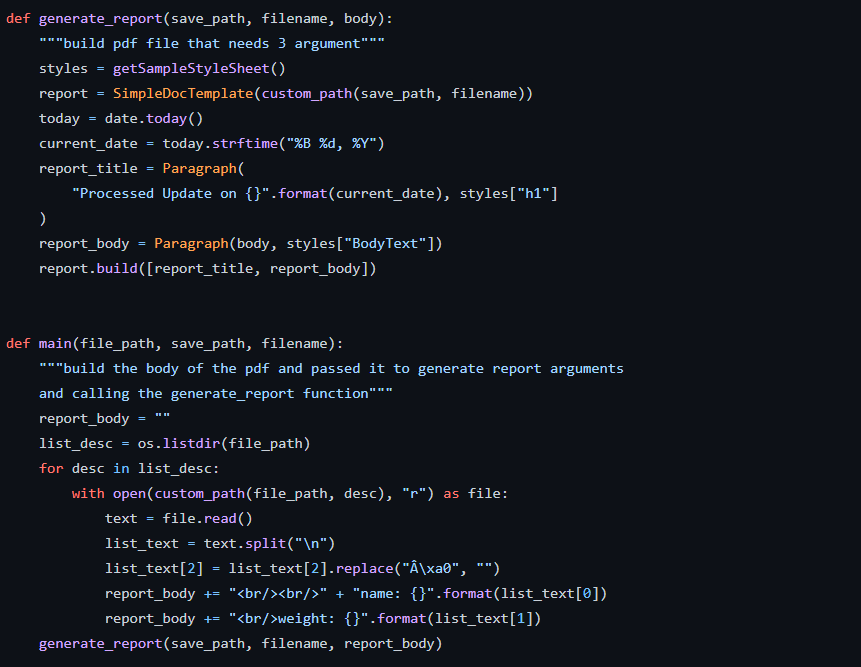 def generate_report(save_path, filename, body):
    """build pdf file that needs 3 argument"""
    styles = getSampleStyleSheet()
    report = SimpleDocTemplate(custom_path(save_path, filename))
    today = date.today()
    current_date = today.strftime("%B %d, %Y")
    report_title = Paragraph(
        "Processed Update on {}".format(current_date), styles["h1"]
    )
    report_body = Paragraph(body, styles["BodyText"])
    report.build([report_title, report_body])
def main(file_path, save_path, filename):
    """build the body of the pdf and passed it to generate report arguments
    and calling the generate_report function"""
    report_body = ""
    list_desc = os.listdir(file_path)
    for desc in list_desc:
        with open(custom_path(file_path, desc), "r") as file:
            text = file.read()
            list_text = text.split("\n")
            list_text[2] = list_text[2].replace("Â\xa0", "")
            report_body += "<br/><br/>" + "name: {}".format(list_text[0])
            report_body += "<br/>weight: {}".format(list_text[1])
    generate_report(save_path, filename, report_body)